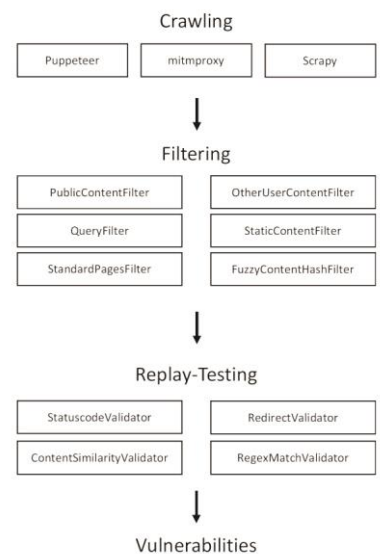 Crawling
Puppeteer mitmproxy Scrapy
Filtering
PublicContentFilter OtherUserContentFilter
QueryFilter StaticContentFilter
StandardPagesFilter FuzzyContentHashFilter
Replay-Testing
StatuscodeValidator RedirectValidator
ContentSimilarityValidator RegexMatchValidator
Vulnerabilities